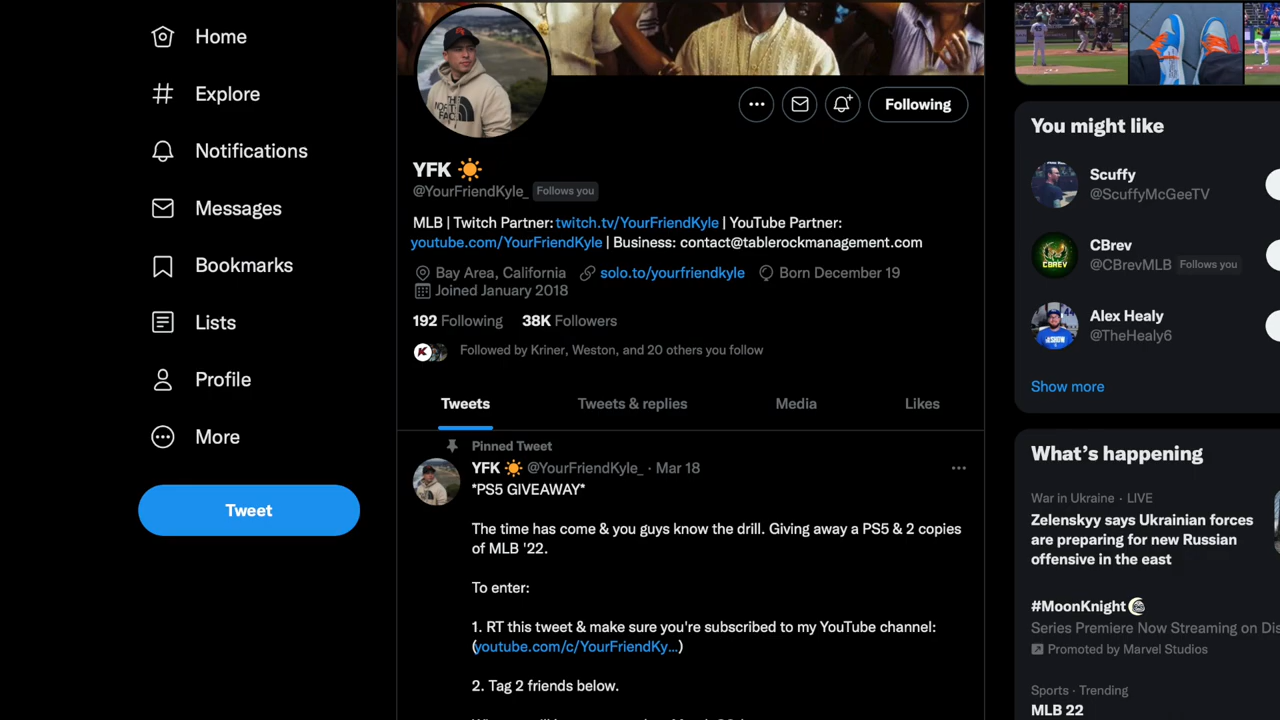 Home
Explore
Notifications
Messages
Bookmarks
Lists
Profile
More
Tweet
THE NORTH FACE
Following
YFK
@YourFriendKyle_ Follows you
MLB | Twitch Partner: twitch.tv/YourFriendKyle | YouTube Partner:
youtube.com/YourFriendKyle | Business: contact@tablerockmanagement.com
Bay Area, California solo.to/yourfriendkyle Born December 19
Joined January 2018
192 Following 38K Followers
Followed by Kriner, Weston, and 20 others you follow
Tweets Tweets & replies Media Likes
Pinned Tweet
YFK @YourFriendKyle_ · Mar 18
*PS5 GIVEAWAY*
The time has come & you guys know the drill. Giving away a PS5 & 2 copies
of MLB '22.
To enter:
1. RT this tweet & make sure you're subscribed to my YouTube channel:
(youtube.com/c/YourFriendKy...)
2. Tag 2 friends below.
You might like
Scuffy
@ScuffyMcGeeTV
CBREV
CBrev
@CBrevMLB Follows you
Alex Healy
@TheHealy6
Show more
What's happening
War in Ukraine · LIVE
Zelenskyy says Ukrainian forces
are preparing for new Russian
offensive in the east
#MoonKnight
Series Premiere Now Streaming on Dis
Promoted by Marvel Studios
Sports · Trending
MLB 22